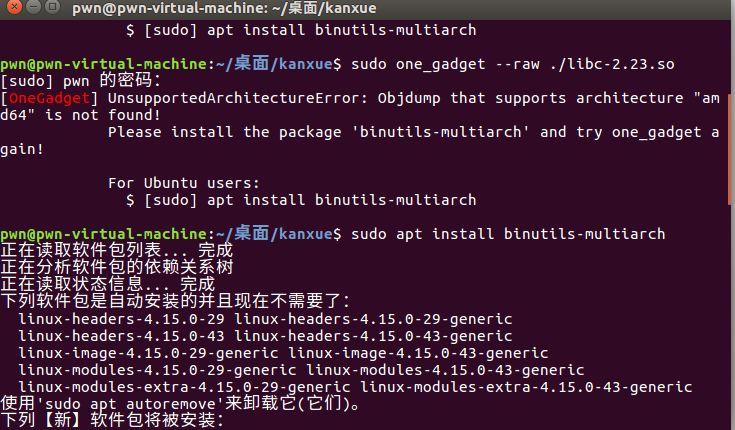 pwn@pwn-virtual-machine: ~/桌面/kanxue
$ [sudo] apt install binutils-multiarch
pwn@pwn-virtual-machine:~/桌面/kanxue$ sudo one_gadget --raw ./libc-2.23.so
[sudo] pwn 的密码：
[OneGadget] UnsupportedArchitectureError: Objdump that supports architecture "am
d64" is not found!
Please install the package 'binutils-multiarch' and try one_gadget a
gain!
For Ubuntu users:
$ [sudo] apt install binutils-multiarch
pwn@pwn-virtual-machine:~/桌面/kanxue$ sudo apt install binutils-multiarch
正在读取软件包列表... 完成
正在分析软件包的依赖关系树
正在读取状态信息... 完成
下列软件包是自动安装的并且现在不需要了：
linux-headers-4.15.0-29 linux-headers-4.15.0-29-generic
linux-headers-4.15.0-43 linux-headers-4.15.0-43-generic
linux-image-4.15.0-29-generic linux-image-4.15.0-43-generic
linux-modules-4.15.0-29-generic linux-modules-4.15.0-43-generic
linux-modules-extra-4.15.0-29-generic linux-modules-extra-4.15.0-43-generic
使用'sudo apt autoremove'来卸载它(它们)。
下列【新】软件包将被安装：